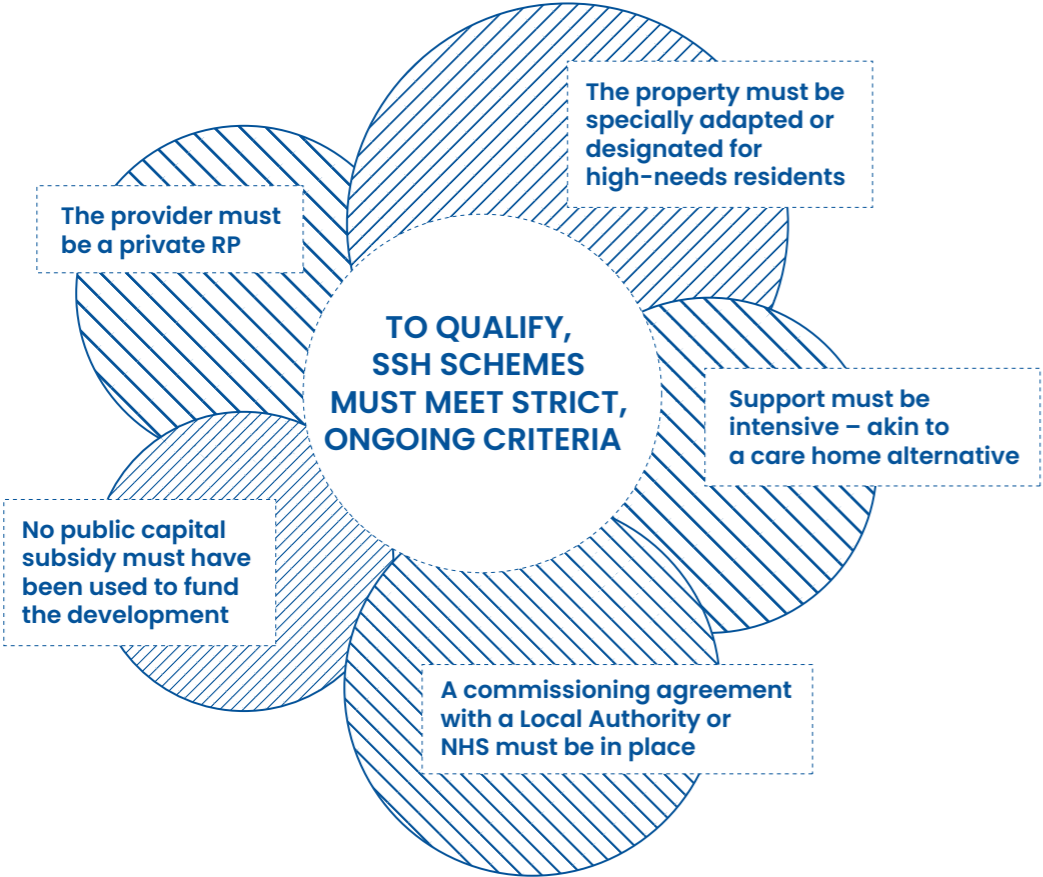 TO QUALIFY,
SSH SCHEMES
MUST MEET STRICT,
ONGOING CRITERIA
The property must be
specially adapted or
designated for
high-needs residents
Support must be
intensive – akin to
a care home alternative
A commissioning agreement
with a Local Authority or
NHS must be in place
No public capital
subsidy must have
been used to fund
the development
The provider must
be a private RP